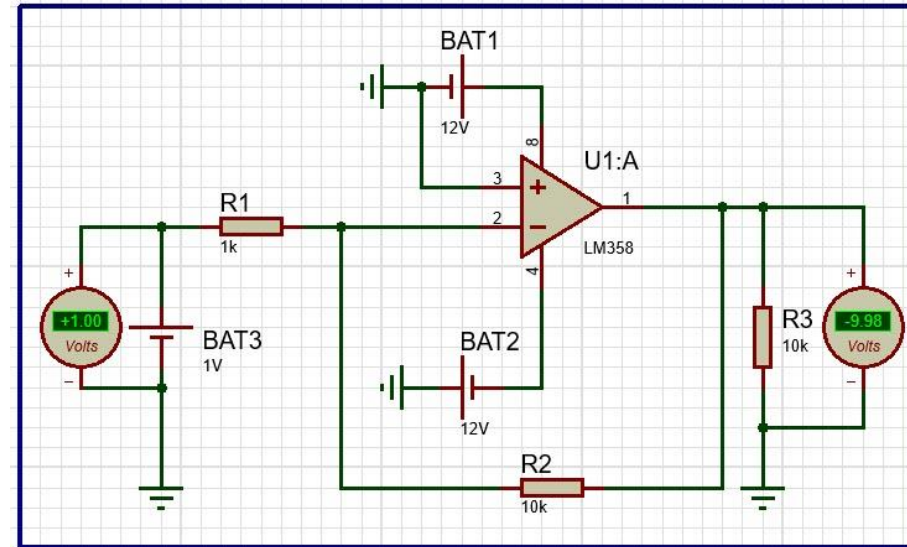 BAT1
12V
8
U1:A
3
+
1
2
−
LM358
4
R1
1k
+
+1.00
Volts
−
BAT3
1V
BAT2
12V
R2
10k
R3
10k
+
-9.98
Volts
−